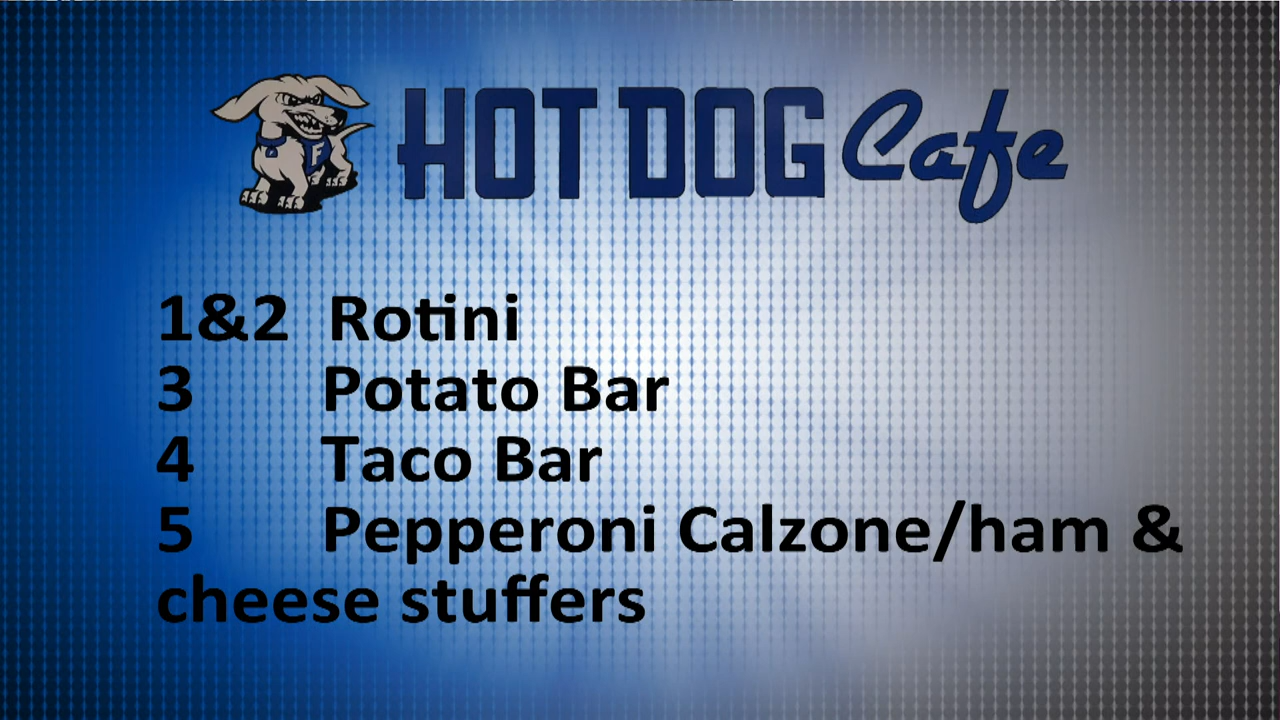 F
HOT DOG Cafe
1&2 Rotini
3 Potato Bar
4 Taco Bar
5 Pepperoni Calzone/ham &
cheese stuffers